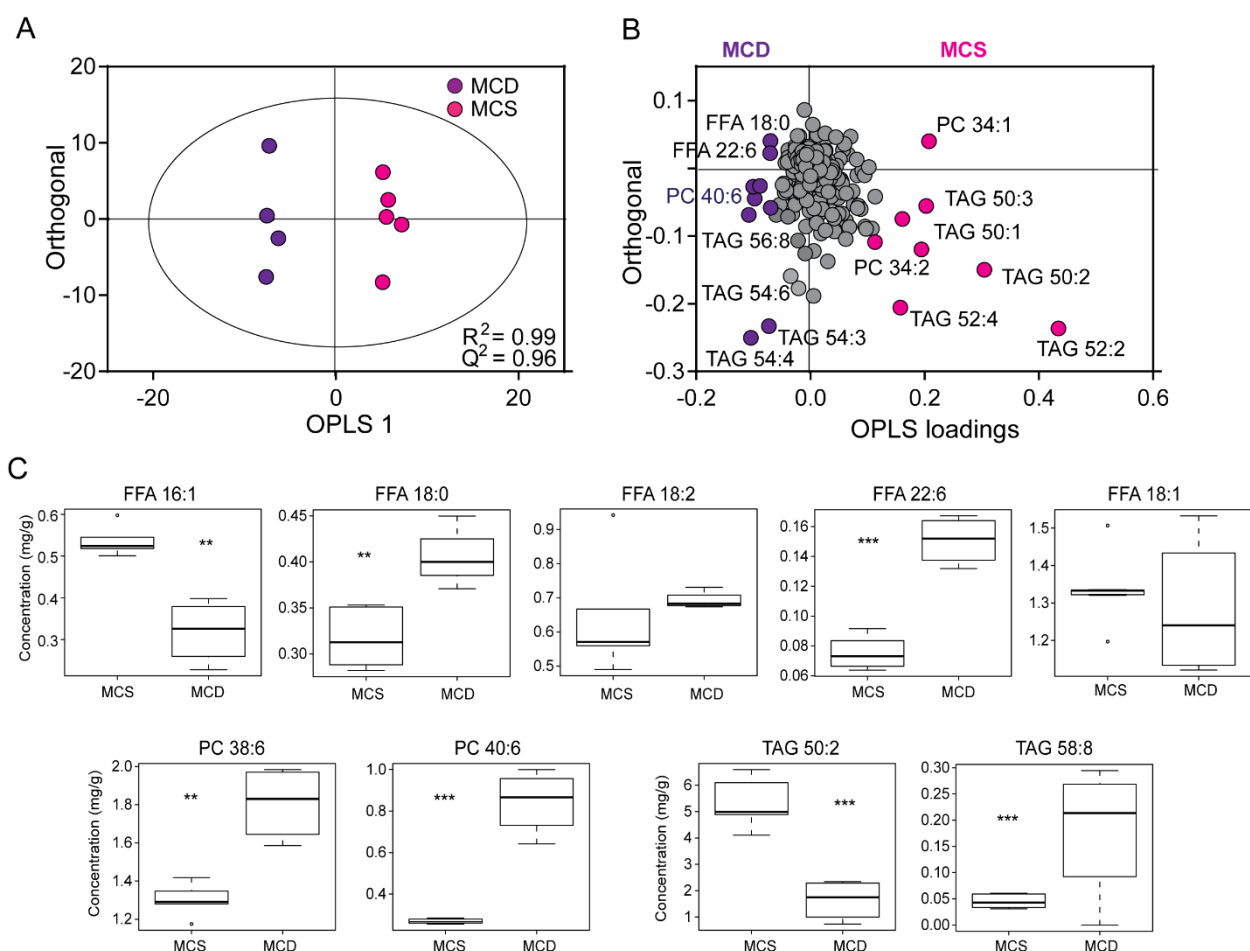 A
B
MCD
MCS
20
10
0
-10
-20
Orthogonal
MCD
MCS
R2 = 0.99
Q2 = 0.96
-20
0
20
OPLS 1
0.1
-0.1
-0.2
-0.3
Orthogonal
FFA 18:0
FFA 22:6
PC 40:6
TAG 56:8
TAG 54:6
TAG 54:3
TAG 54:4
PC 34:1
TAG 50:3
TAG 50:1
PC 34:2
TAG 50:2
TAG 52:4
TAG 52:2
-0.2
0.0
0.2
0.4
0.6
OPLS loadings
C
FFA 16:1
Concentration (mg/g)
0.6
0.5
0.4
0.3
**
MCS
MCD
FFA 18:0
0.45
0.40
0.35
0.30
**
MCS
MCD
FFA 18:2
0.9
0.8
0.7
0.6
0.5
MCS
MCD
FFA 22:6
0.16
0.14
0.12
0.10
0.08
0.06
***
MCS
MCD
FFA 18:1
1.5
1.4
1.3
1.2
MCS
MCD
PC 38:6
Concentration (mg/g)
2.0
1.8
1.6
1.4
1.2
**
MCS
MCD
PC 40:6
1.0
0.8
0.6
0.4
***
MCS
MCD
TAG 50:2
Concentration (mg/g)
6
5
4
3
2
1
***
MCS
MCD
TAG 58:8
0.30
0.25
0.20
0.15
0.10
0.05
0.00
***
MCS
MCD